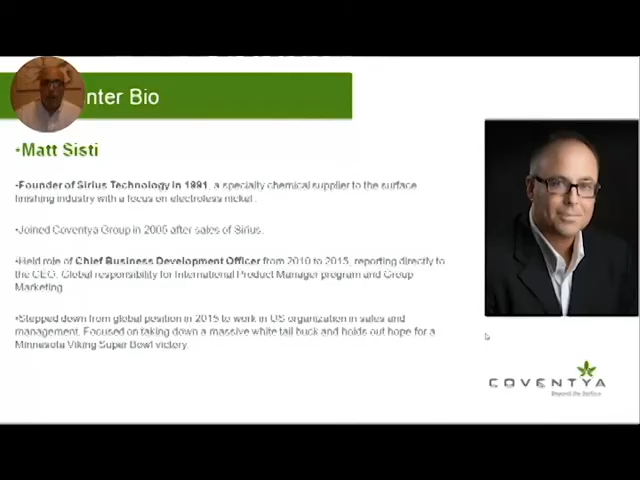 nter Bio
•Matt Sisti
•Founder of Sirius Technology in 1991, a specialty chemical supplier to the surface
finishing industry with a focus on electroless nickel.
•Joined Coventya Group in 2005 after sales of Sirius.
•Held role of Chief Business Development Officer from 2010 to 2015, reporting directly to
the CEO. Global responsibility for International Product Manager program and Group
Marketing
•Stepped down from global position in 2015 to work in US organization in sales and
management. Focused on taking down a massive white tail buck and holds out hope for a
Minnesota Viking Super Bowl victory.
COVENTYA
Beyond the Surface